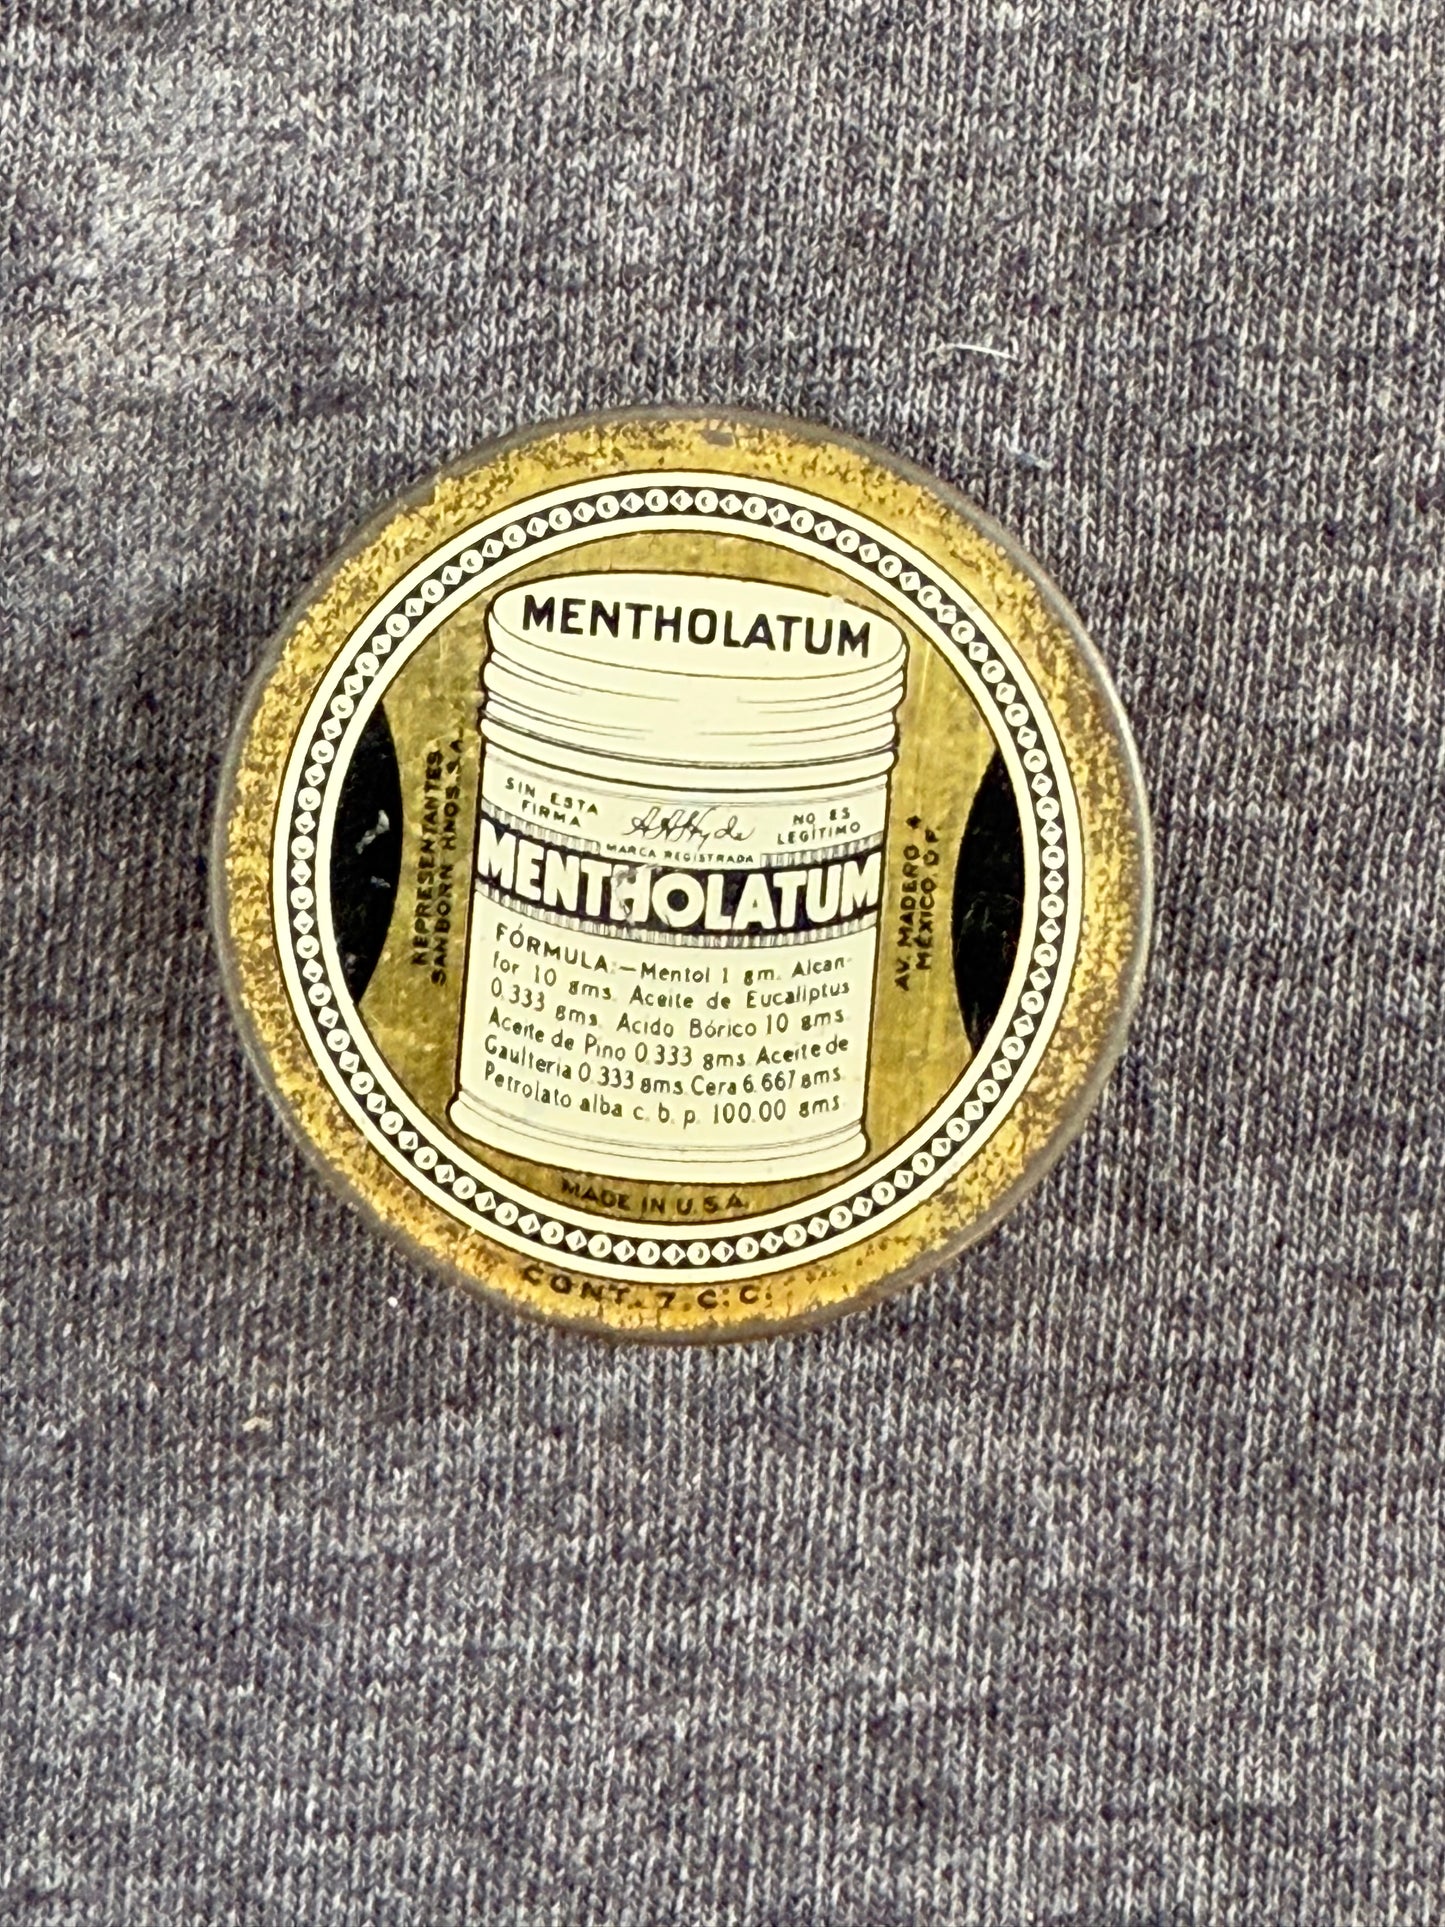 MENTHOLATUM
SIN ESTA
FIRMA
A A Hyde
NO ES
LEGÍTIMO
MARCA REGISTRADA
MENTHOLATUM
FÓRMULA:—Mentol 1 gm. Alcan-
for 10 gms. Aceite de Eucaliptus
0.333 gms. Acido Bórico 10 gms.
Aceite de Pino 0.333 gms. Aceite de
Gaulteria 0.333 gms. Cera 6.667 gms.
Petrolato alba c. b. p. 100.00 gms.
REPRESENTANTES
SANBORN HNOS. S. A.
AV. MADERO 4
MÉXICO, D. F.
MADE IN U.S.A.
CONT. 7 C. C.